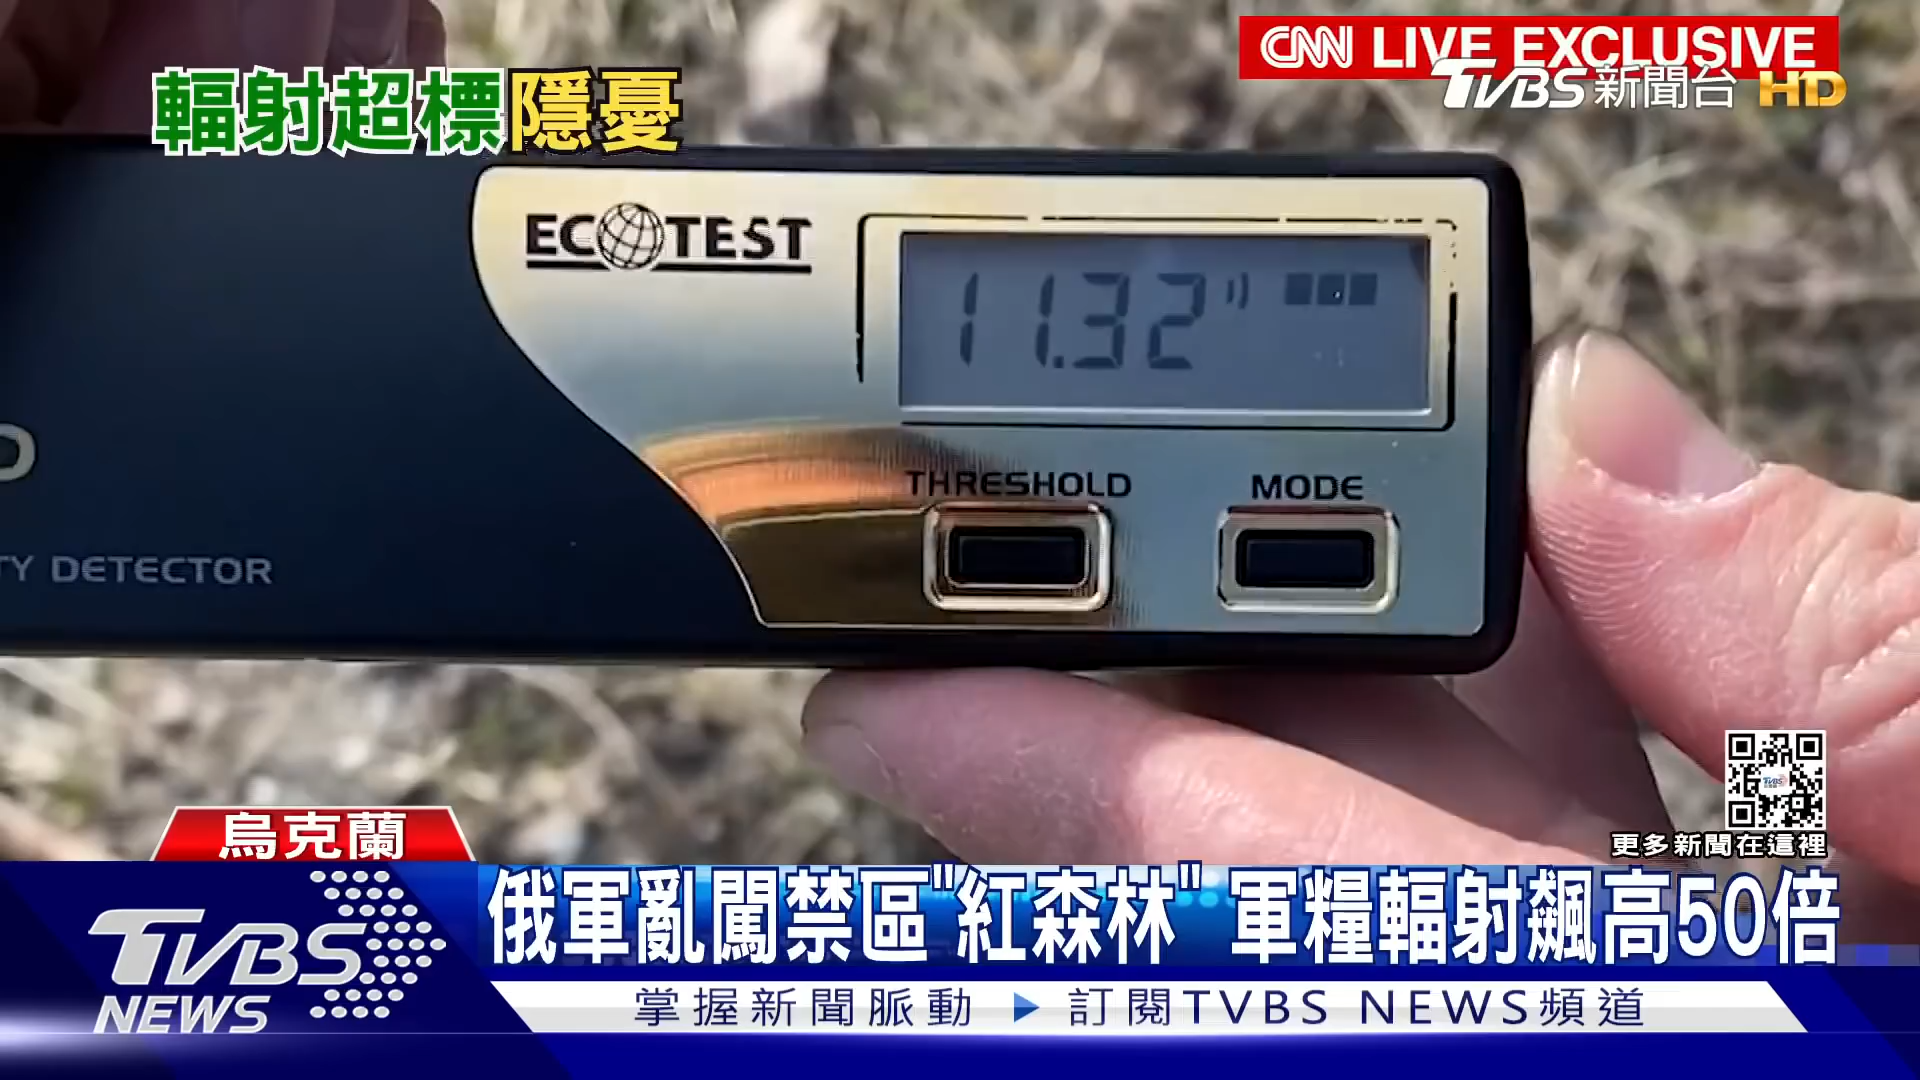 CNN LIVE EXCLUSIVE
TVBS新聞台 HD
輻射超標隱憂
ECOTEST
11.32
THRESHOLD
MODE
TY DETECTOR
TVBS
更多新聞在這裡
烏克蘭
俄軍亂闖禁區"紅森林" 軍糧輻射飆高50倍
TVBS
NEWS
掌握新聞脈動 ▶ 訂閱TVBS NEWS頻道